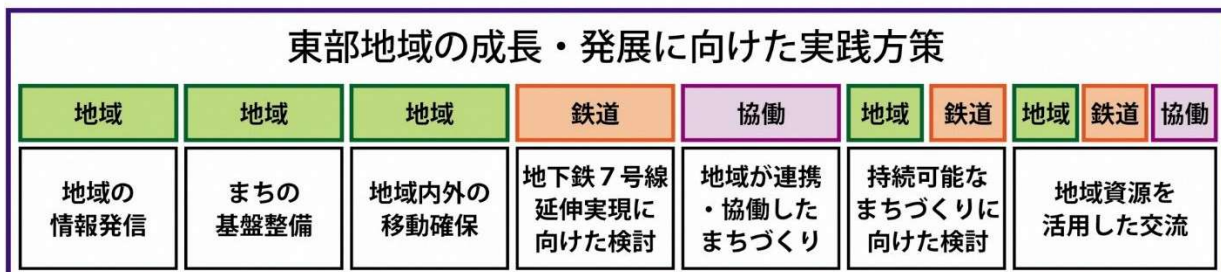 東部地域の成長・発展に向けた実践方策
地域
地域
地域
鉄道
協働
地域
鉄道
地域
鉄道
協働
地域の
情報発信
まちの
基盤整備
地域内外の
移動確保
地下鉄７号線
延伸実現に
向けた検討
地域が連携
・協働した
まちづくり
持続可能な
まちづくりに
向けた検討
地域資源を
活用した交流